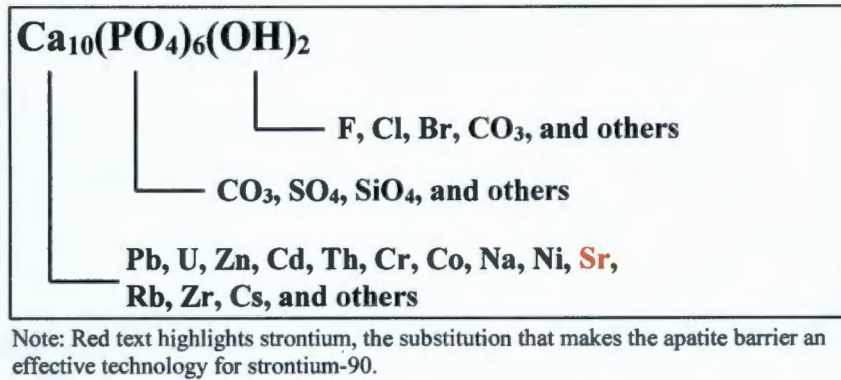 Ca₁₀(PO₄)₆(OH)₂
F, Cl, Br, CO₃, and others
CO₃, SO₄, SiO₄, and others
Pb, U, Zn, Cd, Th, Cr, Co, Na, Ni, Sr,
Rb, Zr, Cs, and others
Note: Red text highlights strontium, the substitution that makes the apatite barrier an
effective technology for strontium-90.